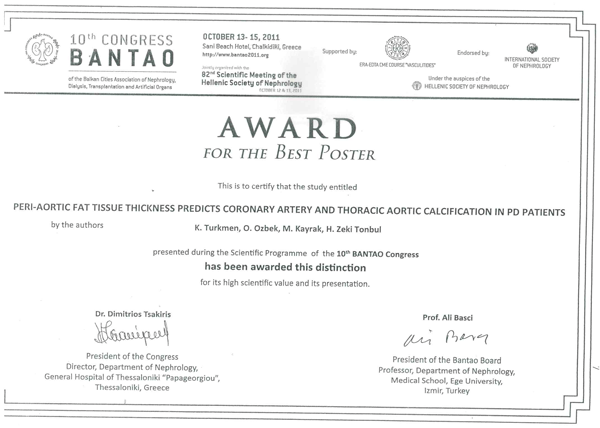 10th CONGRESS
BANTAO
of the Balkan Cities Association of Nephrology,
Dialysis, Transplantation and Artificial Organs
OCTOBER 13- 15, 2011
Sani Beach Hotel, Chalkidiki, Greece
http://www.bantao2011.org
Jointly organised with the
82nd Scientific Meeting of the
Hellenic Society of Nephrology
OCTOBER 12 & 13, 2011
Supported by:
ERA-EDTA CME COURSE "VASCULITIDES"
Endorsed by:
INTERNATIONAL SOCIETY
OF NEPHROLOGY
Under the auspices of the
HELLENIC SOCIETY OF NEPHROLOGY
AWARD
FOR THE BEST POSTER
This is to certify that the study entitled
PERI-AORTIC FAT TISSUE THICKNESS PREDICTS CORONARY ARTERY AND THORACIC AORTIC CALCIFICATION IN PD PATIENTS
by the authors K. Turkmen, O. Ozbek, M. Kayrak, H. Zeki Tonbul
presented during the Scientific Programme of the 10th BANTAO Congress
has been awarded this distinction
for its high scientific value and its presentation.
Dr. Dimitrios Tsakiris
President of the Congress
Director, Department of Nephrology,
General Hospital of Thessaloniki "Papageorgiou",
Thessaloniki, Greece
Prof. Ali Basci
Ali Basci
President of the Bantao Board
Professor, Department of Nephrology,
Medical School, Ege University,
Izmir, Turkey